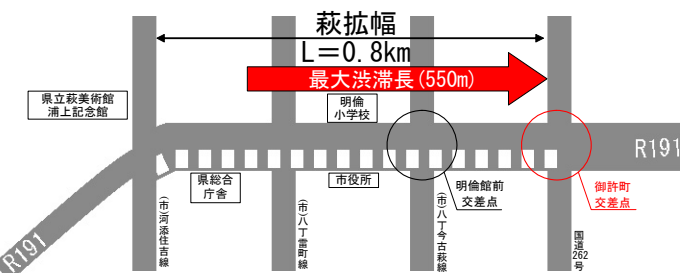 萩拡幅
L=0.8km
最大渋滞長(550m)
県立萩美術館
浦上記念館
明倫
小学校
R191
県総合
庁舎
市役所
明倫館前
交差点
御許町
交差点
(市)河添住吉線
(市)八丁雷町線
(市)八丁今古萩線
国道262号
R191